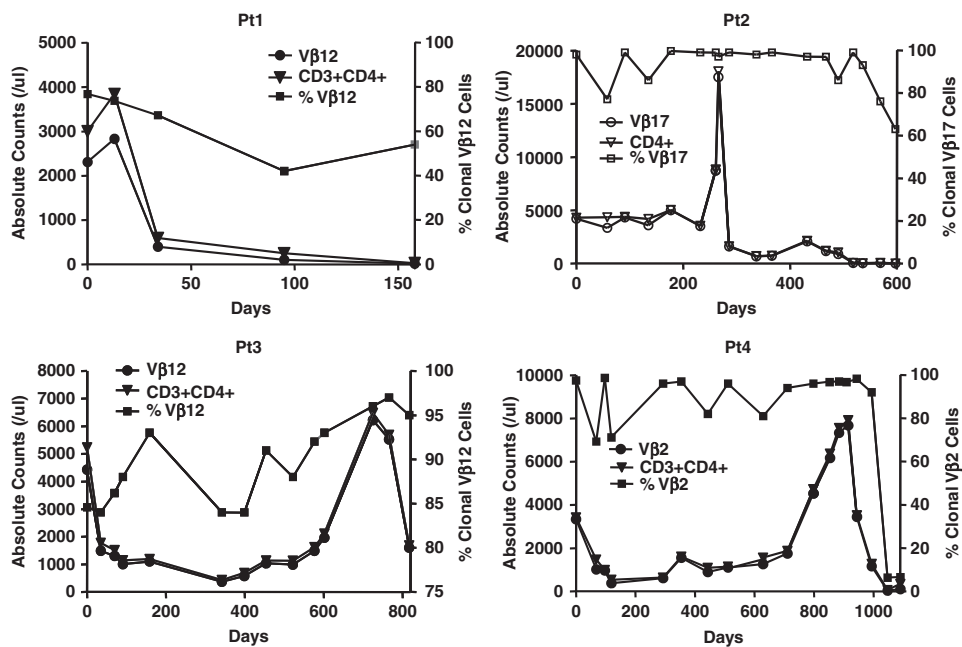 Pt1
Absolute Counts (/ul)
5000
4000
3000
2000
1000
0
Vβ12
CD3+CD4+
% Vβ12
100
80
60
40
20
0
% Clonal Vβ12 Cells
0 50 100 150
Days
Pt2
Absolute Counts (/ul)
20000
15000
10000
5000
0
Vβ17
CD4+
% Vβ17
100
80
60
40
20
0
% Clonal Vβ17 Cells
0 200 400 600
Days
Pt3
Absolute Counts (/ul)
8000
7000
6000
5000
4000
3000
2000
1000
0
Vβ12
CD3+CD4+
% Vβ12
100
95
90
85
80
75
% Clonal Vβ12 Cells
0 200 400 600 800
Days
Pt4
Absolute Counts (/ul)
10000
8000
6000
4000
2000
0
Vβ2
CD3+CD4+
% Vβ2
100
80
60
40
20
0
% Clonal Vβ2 Cells
0 200 400 600 800 1000
Days